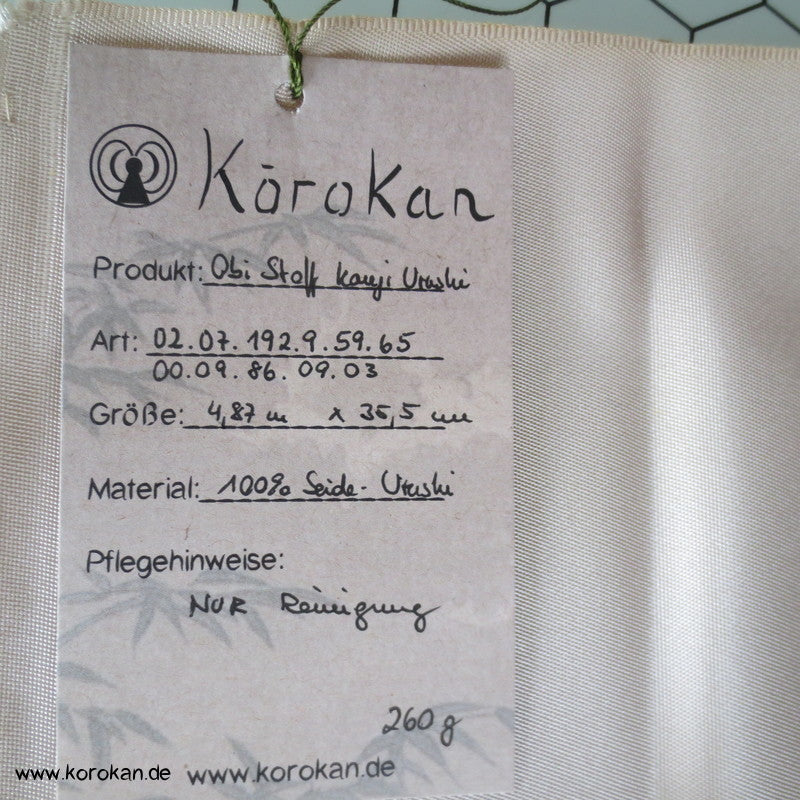 Kōrokan
Produkt: Obi Stoff Kanji Urushi
Art: 02.07.192.9.59.65
00.09.86.09.03
Größe: 4,87 m x 35,5 cm
Material: 100% Seide - Urushi
Pflegehinweise:
NUR Reinigung
260 g
www.korokan.de
www.korokan.de